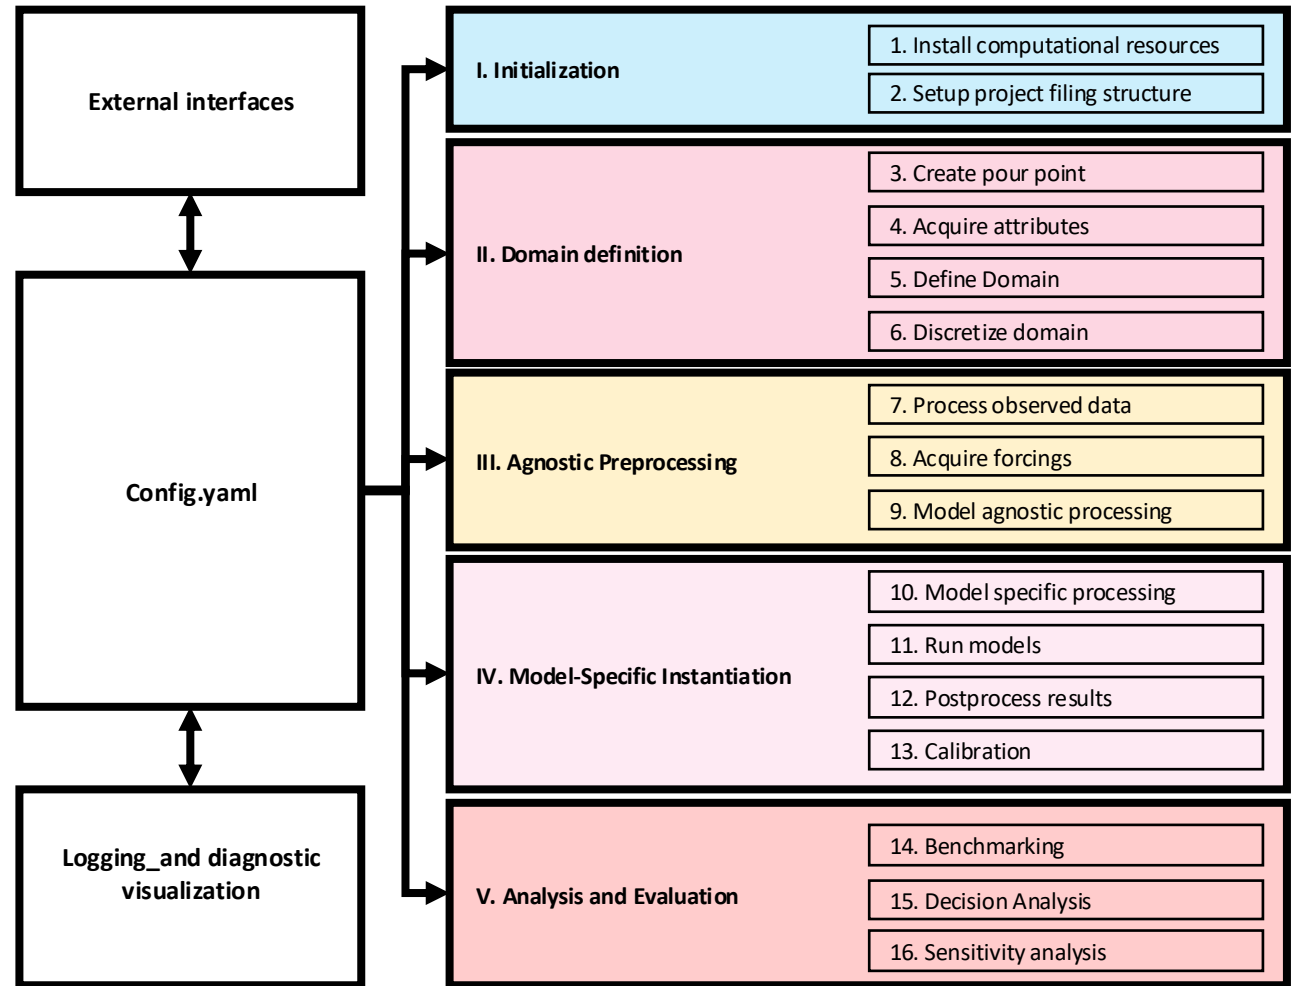 External interfaces
Config.yaml
Logging_and diagnostic
visualization
I. Initialization
1. Install computational resources
2. Setup project filing structure
II. Domain definition
3. Create pour point
4. Acquire attributes
5. Define Domain
6. Discretize domain
III. Agnostic Preprocessing
7. Process observed data
8. Acquire forcings
9. Model agnostic processing
IV. Model-Specific Instantiation
10. Model specific processing
11. Run models
12. Postprocess results
13. Calibration
V. Analysis and Evaluation
14. Benchmarking
15. Decision Analysis
16. Sensitivity analysis